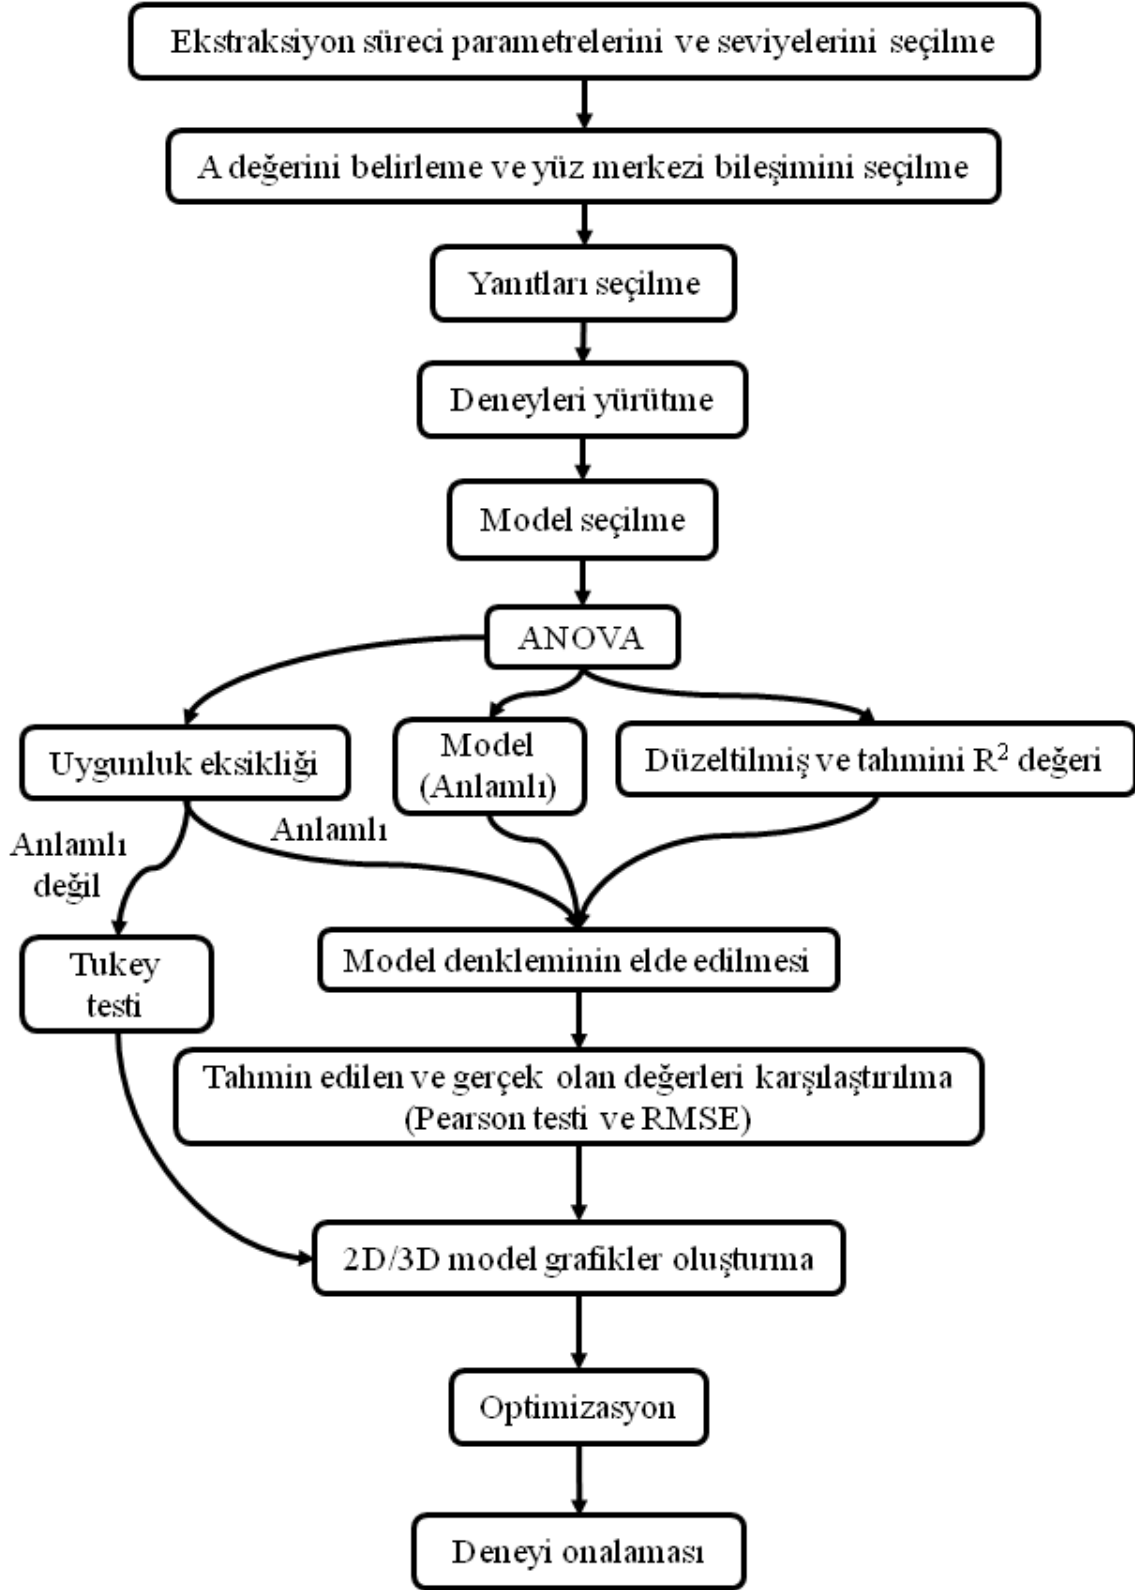 Ekstraksiyon süreci parametrelerini ve seviyelerini seçilme
A değerini belirleme ve yüz merkezi bileşimini seçilme
Yanıtları seçilme
Deneyleri yürütme
Model seçilme
ANOVA
Uygunluk eksikliği
Model
(Anlamlı)
Düzeltilmiş ve tahmini R² değeri
Anlamlı
değil
Anlamlı
Tukey
testi
Model denkleminin elde edilmesi
Tahmin edilen ve gerçek olan değerleri karşılaştırılma
(Pearson testi ve RMSE)
2D/3D model grafikler oluşturma
Optimizasyon
Deneyi onalaması